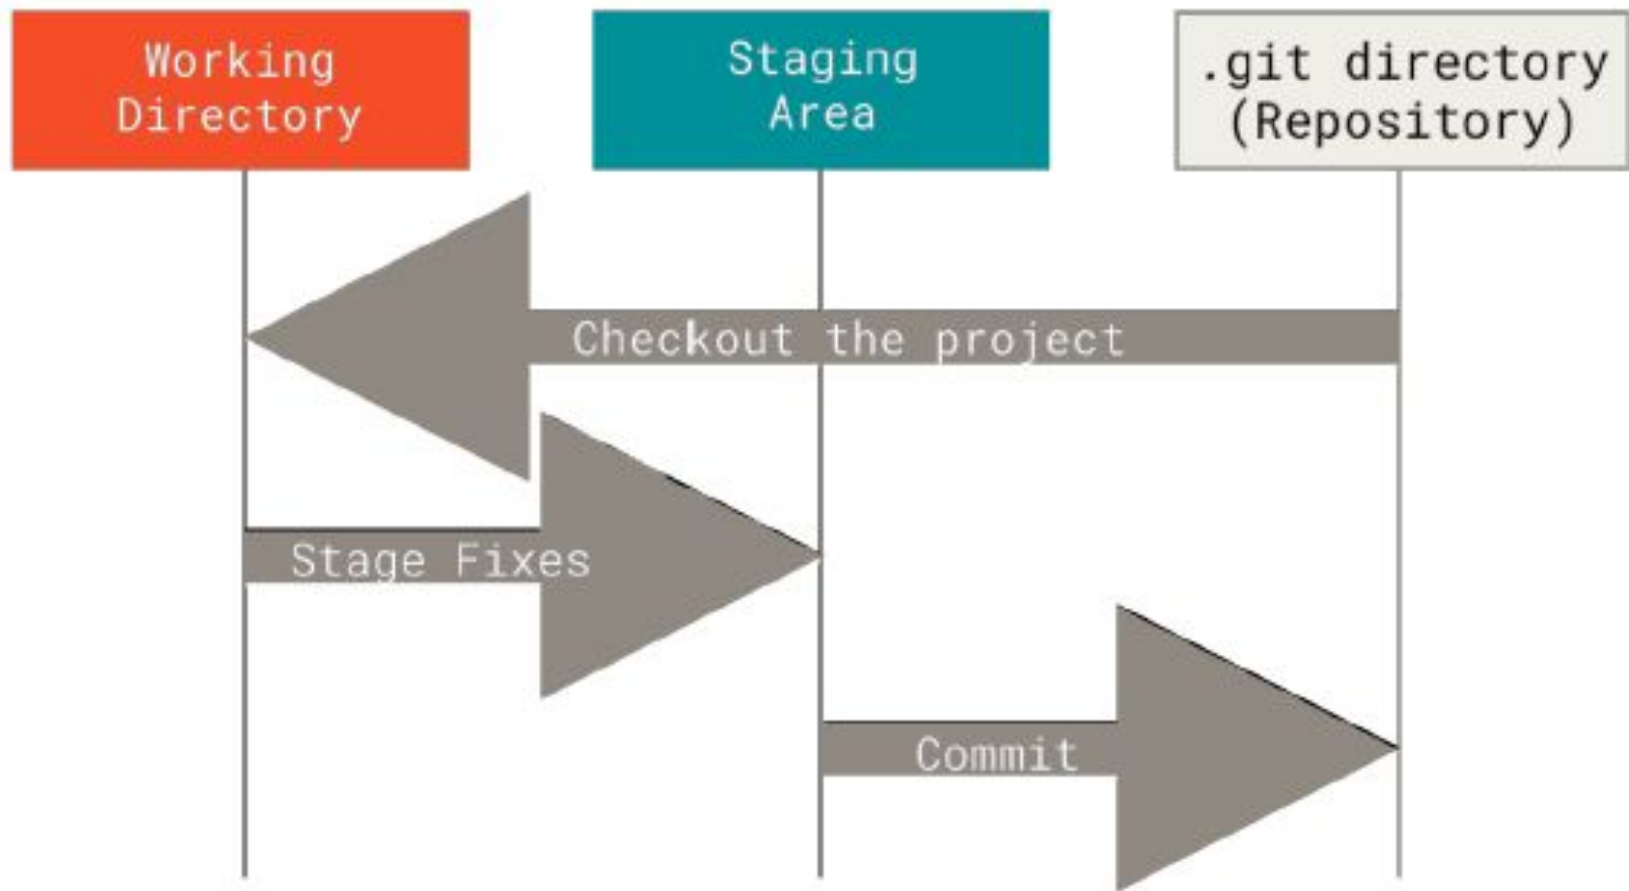 Working
Directory
Staging
Area
.git directory
(Repository)
Checkout the project
Stage Fixes
Commit